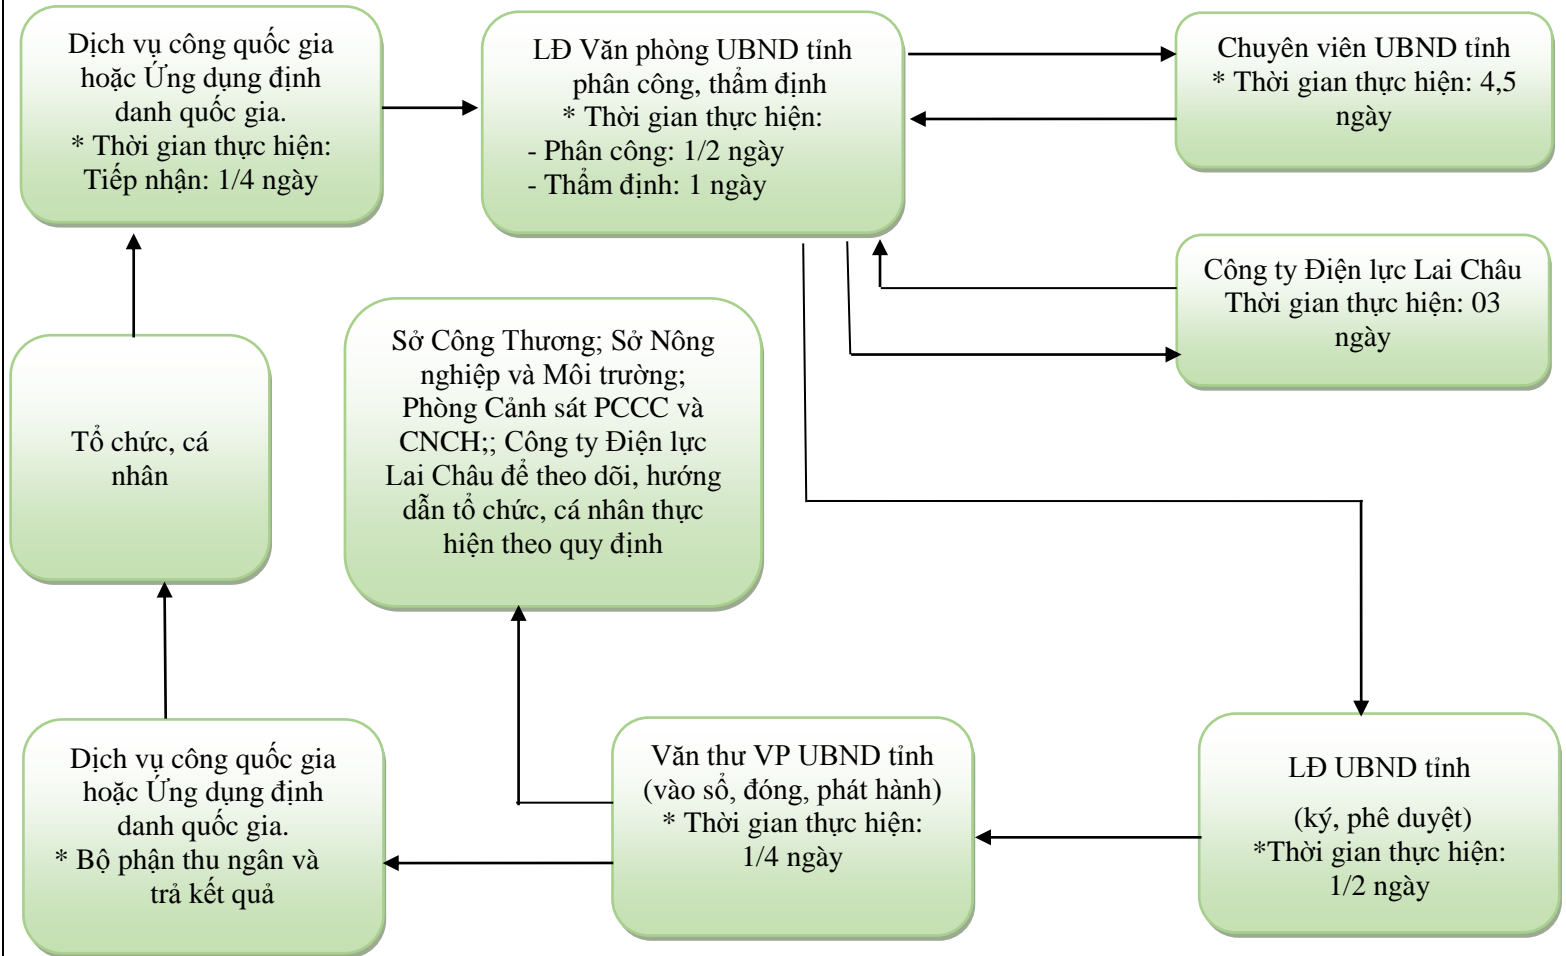 Dịch vụ công quốc gia
hoặc Ứng dụng định
danh quốc gia.
* Thời gian thực hiện:
Tiếp nhận: 1/4 ngày
LĐ Văn phòng UBND tỉnh
phân công, thẩm định
* Thời gian thực hiện:
- Phân công: 1/2 ngày
- Thẩm định: 1 ngày
Chuyên viên UBND tỉnh
* Thời gian thực hiện: 4,5
ngày
Công ty Điện lực Lai Châu
Thời gian thực hiện: 03
ngày
Sở Công Thương; Sở Nông
nghiệp và Môi trường;
Phòng Cảnh sát PCCC và
CNCH;; Công ty Điện lực
Lai Châu để theo dõi, hướng
dẫn tổ chức, cá nhân thực
hiện theo quy định
Tổ chức, cá
nhân
Dịch vụ công quốc gia
hoặc Ứng dụng định
danh quốc gia.
* Bộ phận thu ngân và
trả kết quả
Văn thư VP UBND tỉnh
(vào sổ, đóng, phát hành)
* Thời gian thực hiện:
1/4 ngày
LĐ UBND tỉnh
(ký, phê duyệt)
*Thời gian thực hiện:
1/2 ngày